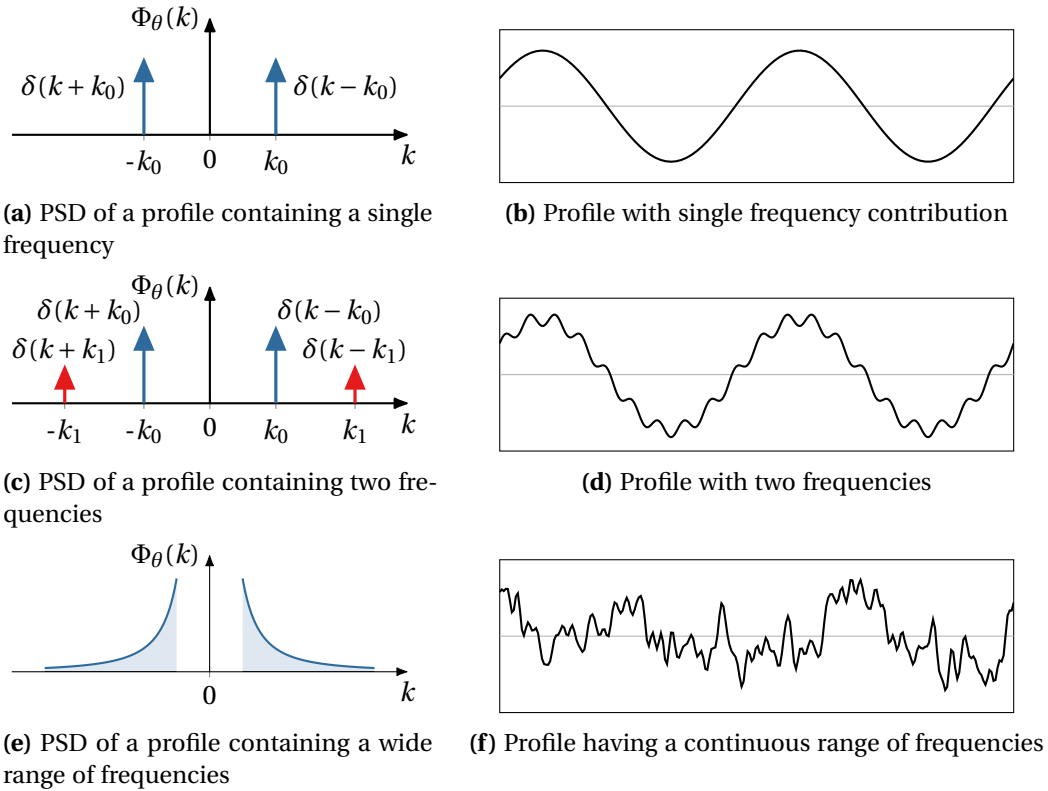 Φθ(k)
δ(k + k0)
δ(k − k0)
-k0
0
k0
k
(a) PSD of a profile containing a single
frequency
(b) Profile with single frequency contribution
Φθ(k)
δ(k + k0)
δ(k − k0)
δ(k + k1)
δ(k − k1)
-k1
-k0
0
k0
k1
k
(c) PSD of a profile containing two fre-
quencies
(d) Profile with two frequencies
Φθ(k)
0
k
(e) PSD of a profile containing a wide
range of frequencies
(f) Profile having a continuous range of frequencies